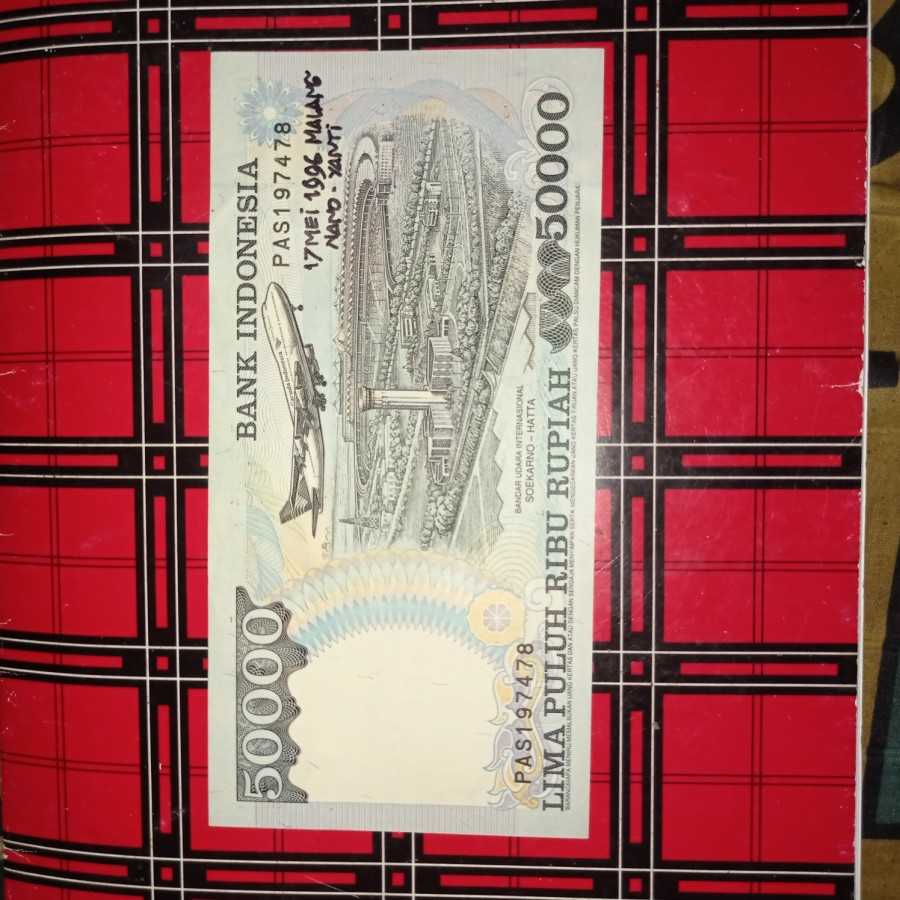 BANK INDONESIA
PAS197478
17 MEI 1996 MALANG
NANO - YANTI
50000
BANDAR UDARA INTERNASIONAL
SOEKARNO - HATTA
PAS197478
LIMA PULUH RIBU RUPIAH
50000